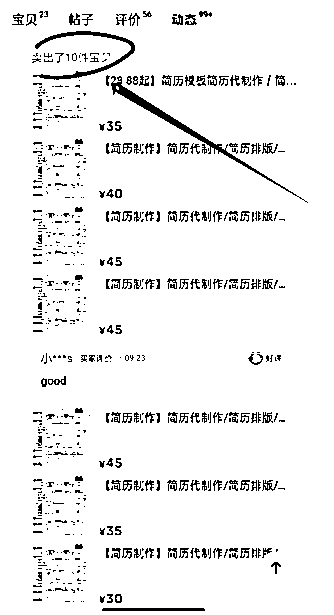 宝贝23 帖子 评价56 动态99+
卖出了10件宝贝
【29.88起】简历模板简历代制作 / 简...
¥35
【简历制作】简历代制作/简历排版/...
¥40
【简历制作】简历代制作/简历排版/...
¥45
【简历制作】简历代制作/简历排版/...
¥45
小***s 买家评价 · 09-23 好评
good
【简历制作】简历代制作/简历排版/...
¥45
【简历制作】简历代制作/简历排版/...
¥35
【简历制作】简历代制作/简历排版
¥30